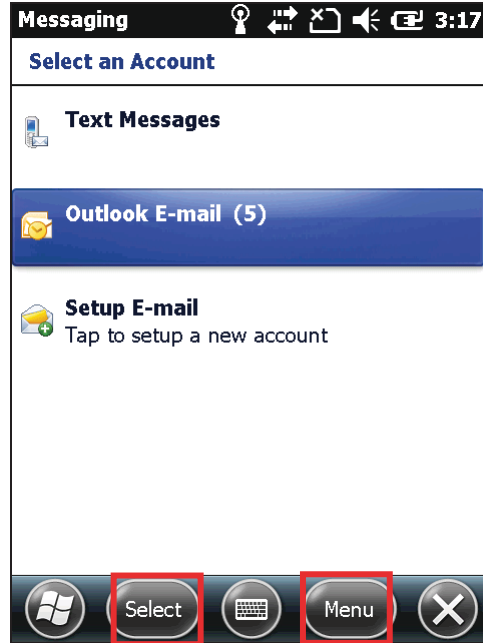 Messaging 3:17
Select an Account
Text Messages
Outlook E-mail (5)
Setup E-mail
Tap to setup a new account
Select Menu